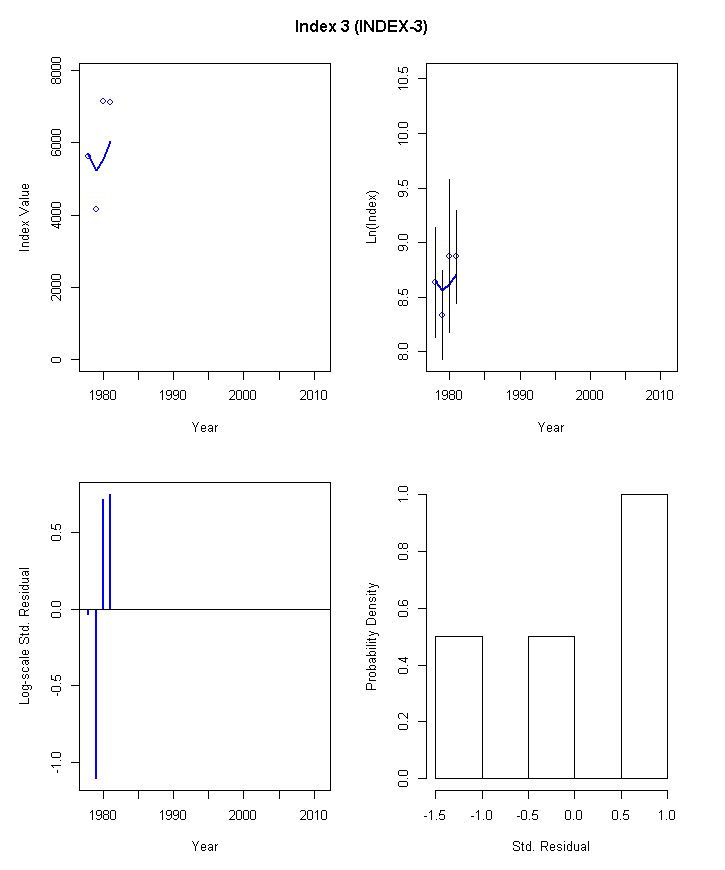 Index 3 (INDEX-3)
Index Value
8000
6000
4000
2000
0
1980 1990 2000 2010
Year
Ln(Index)
10.5
10.0
9.5
9.0
8.5
8.0
1980 1990 2000 2010
Year
Log-scale Std. Residual
0.5
0.0
-0.5
-1.0
1980 1990 2000 2010
Year
Probability Density
1.0
0.8
0.6
0.4
0.2
0.0
-1.5 -1.0 -0.5 0.0 0.5 1.0
Std. Residual